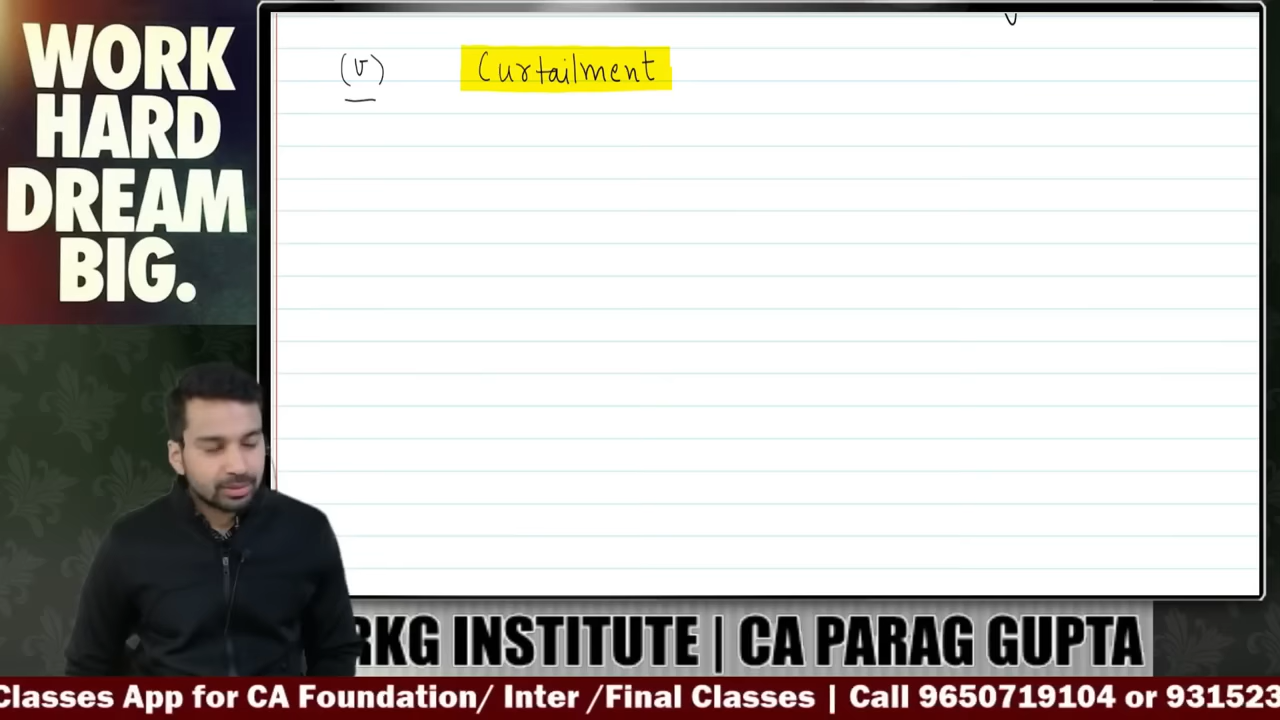 WORK
HARD
DREAM
BIG.
(v) Curtailment
RKG INSTITUTE | CA PARAG GUPTA
Classes App for CA Foundation/ Inter /Final Classes | Call 9650719104 or 931523